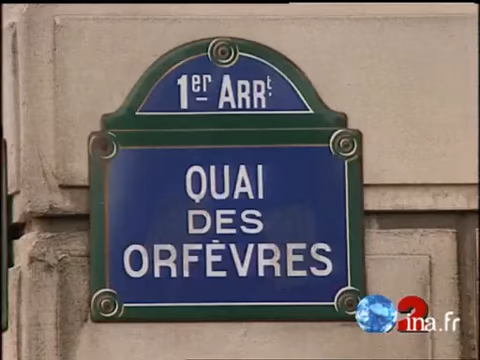 1er ARRt
QUAI
DES
ORFÈVRES
2
ina.fr